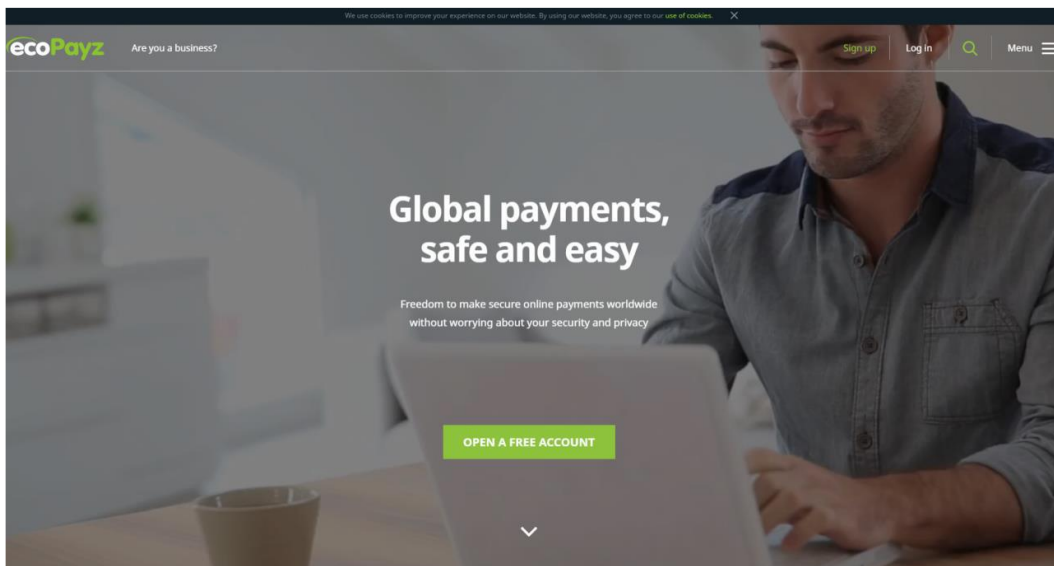 We use cookies to improve your experience on our website. By using our website, you agree to our use of cookies.
ecoPayz
Are you a business?
Sign up
Log in
Menu
Global payments,
safe and easy
Freedom to make secure online payments worldwide
without worrying about your security and privacy
OPEN A FREE ACCOUNT